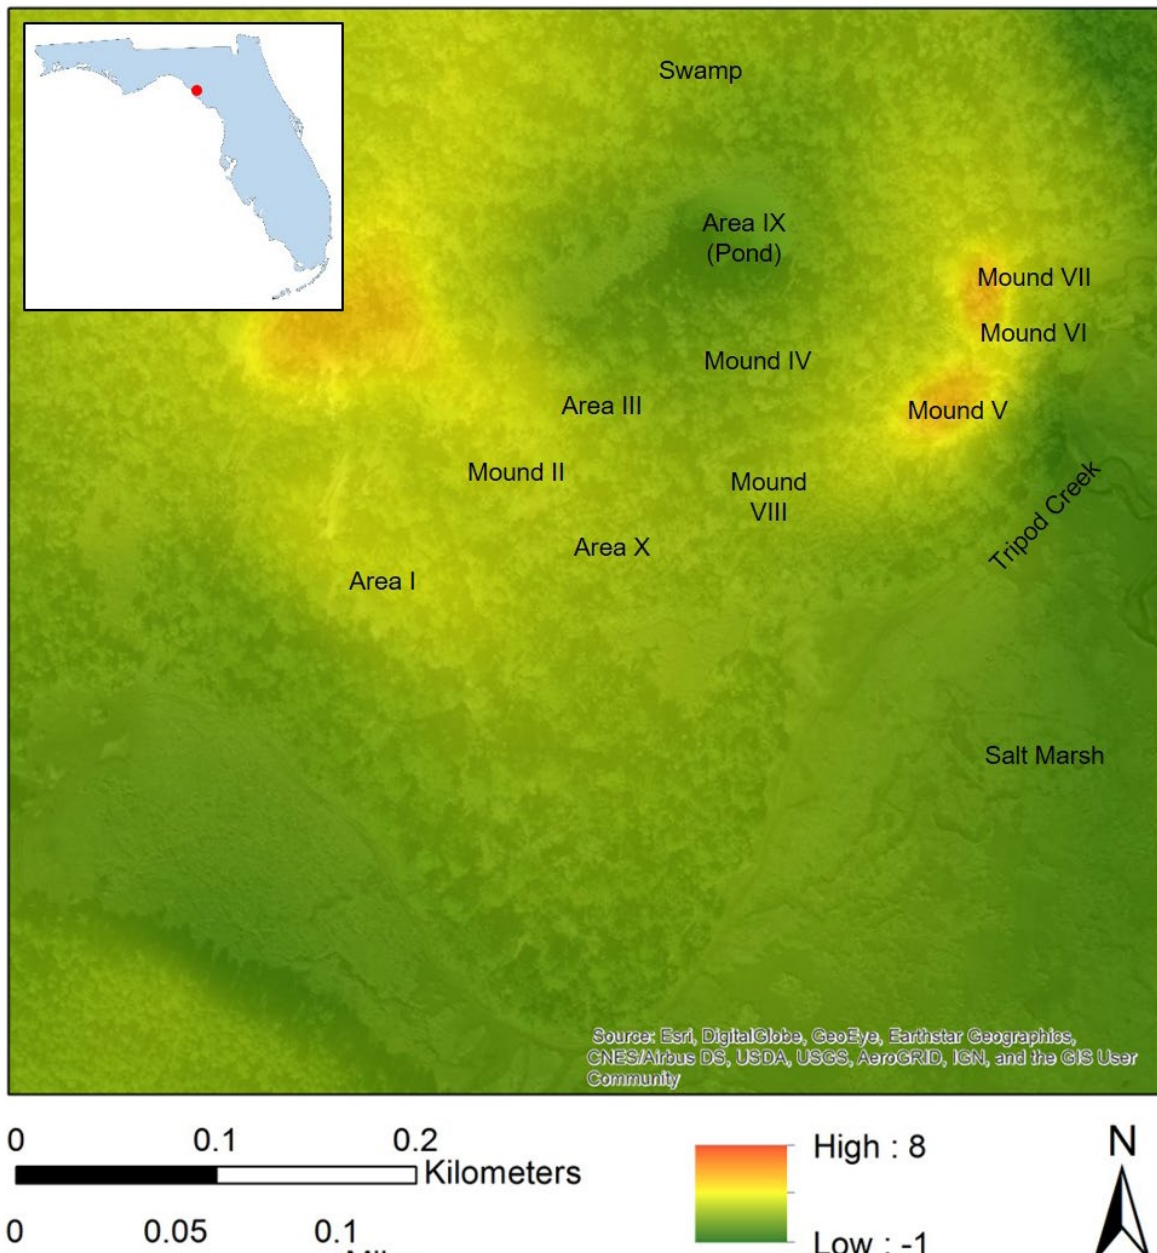 Swamp
Area IX
(Pond)
Mound VII
Mound VI
Mound IV
Area III
Mound V
Mound II
Mound
VIII
Tripod Creek
Area X
Area I
Salt Marsh
Source: Esri, DigitalGlobe, GeoEye, Earthstar Geographics,
CNES/Airbus DS, USDA, USGS, AeroGRID, IGN, and the GIS User
Community
0 0.1 0.2
Kilometers
High : 8
N
0 0.05 0.1
Miles
Low : -1